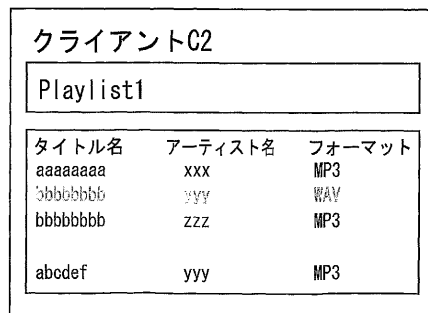 クライアントC2
Playlist1
タイトル名 アーティスト名 フォーマット
aaaaaaaa xxx MP3
bbbbbbbb yyy WAV
bbbbbbbb zzz MP3
abcdef yyy MP3